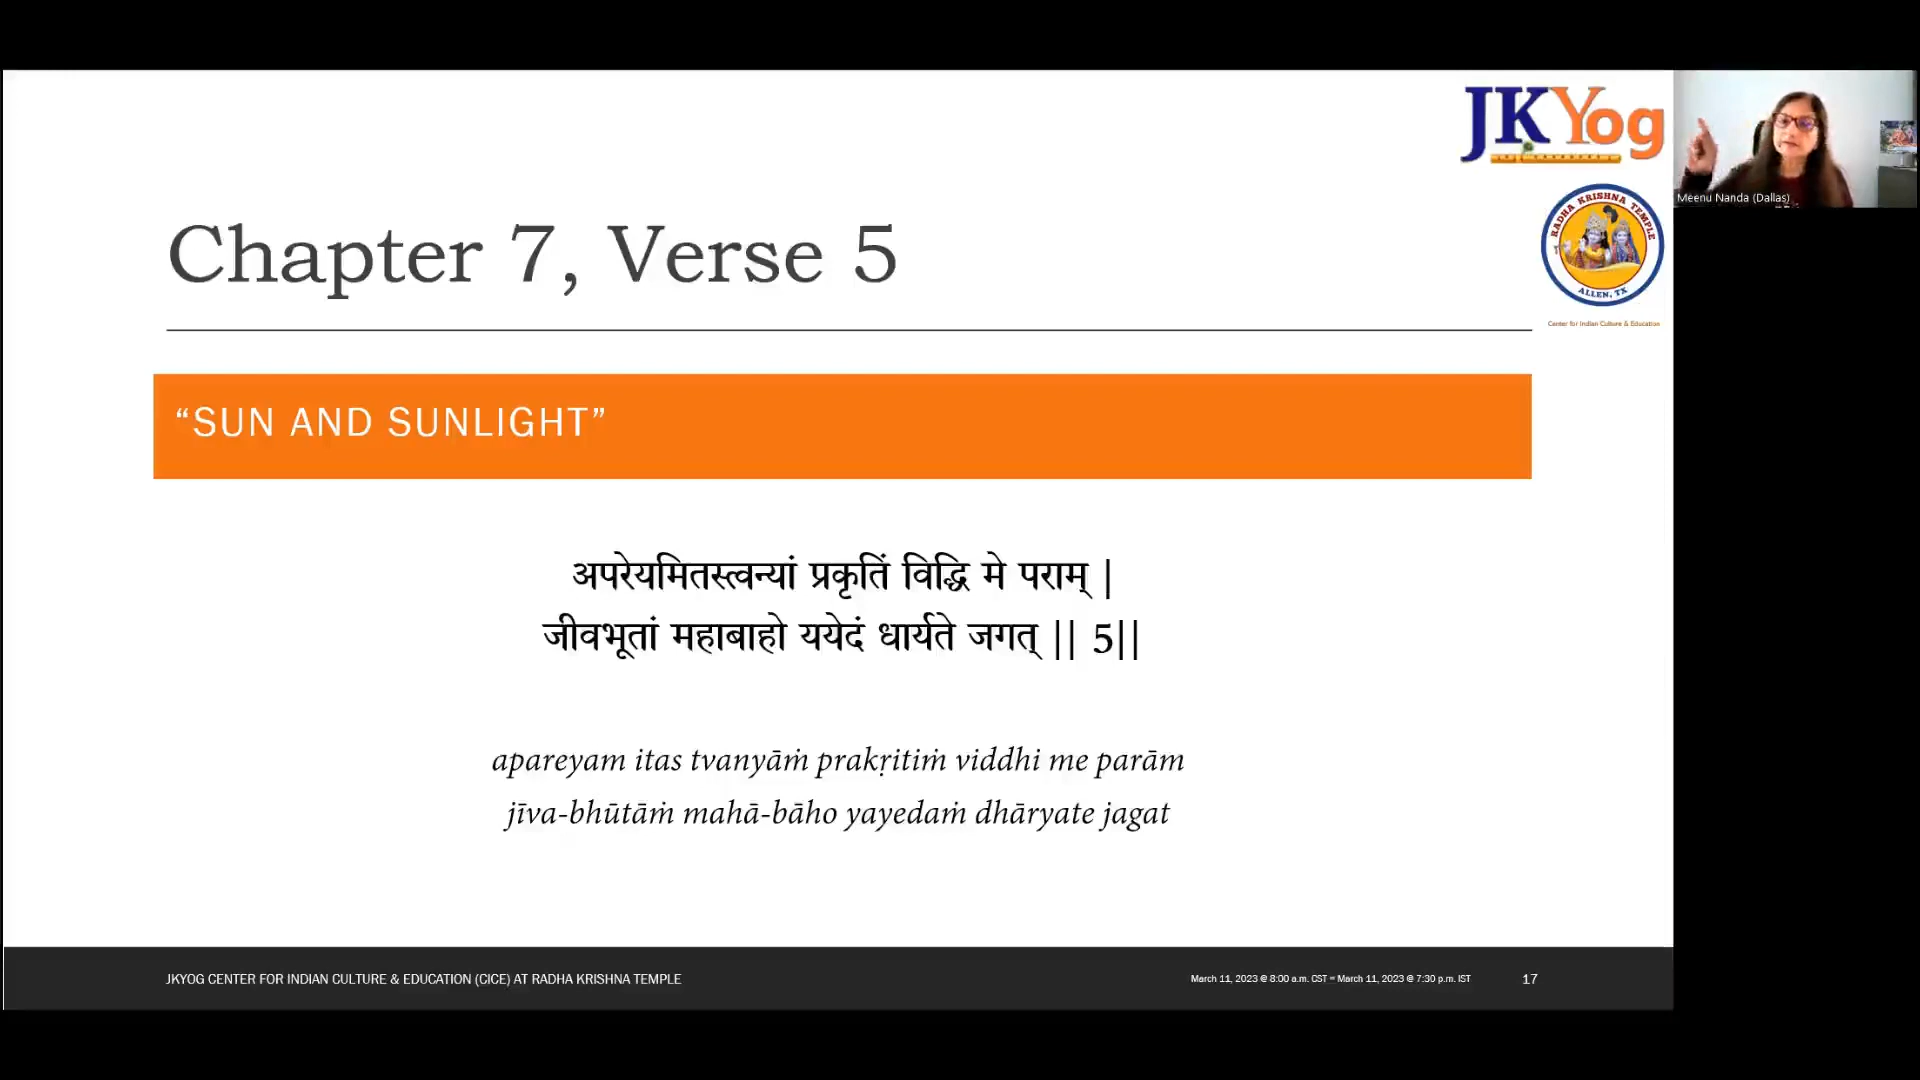 JKYog
Meenu Nanda (Dallas)
RADHA KRISHNA TEMPLE
ALLEN, TX
Center for Indian Culture & Education
Chapter 7, Verse 5
“SUN AND SUNLIGHT”
अपरेयमितस्त्वन्यां प्रकृतिं विद्धि मे पराम् |
जीवभूतां महाबाहो ययेदं धार्यते जगत् || 5||
apareyam itas tvanyāṁ prakṛitiṁ viddhi me parām
jīva-bhūtāṁ mahā-bāho yayedaṁ dhāryate jagat
JKYOG CENTER FOR INDIAN CULTURE & EDUCATION (CICE) AT RADHA KRISHNA TEMPLE
March 11, 2023 @ 8:00 a.m. CST = March 11, 2023 @ 7:30 p.m. IST
17